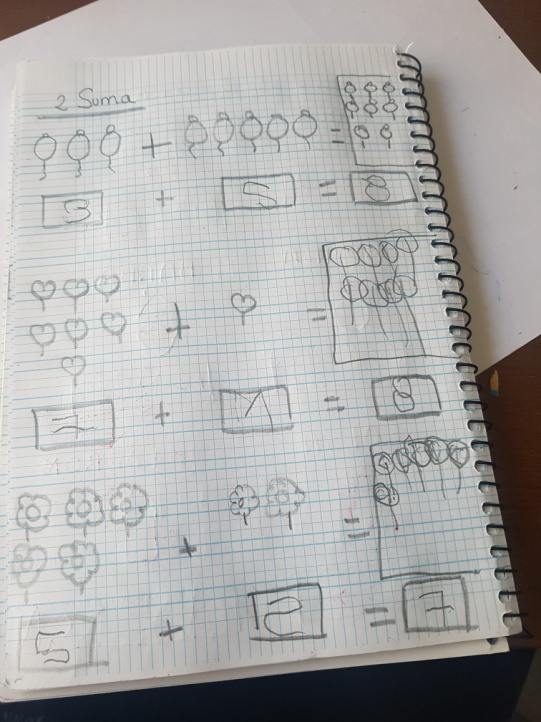 2 Suma
+ =
3 + 5 = 8
+ =
7 + 1 = 8
+ =
5 + 2 = 7